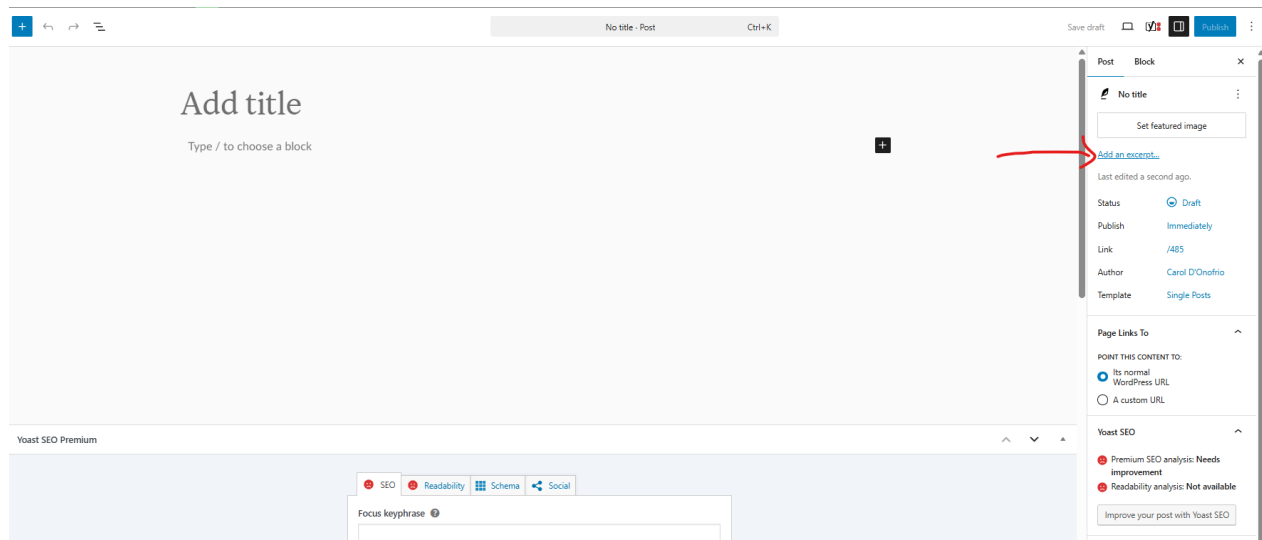 No title · Post Ctrl+K
Save draft
Publish
Add title
Type / to choose a block
Post Block
No title
Set featured image
Add an excerpt...
Last edited a second ago.
Status Draft
Publish Immediately
Link /485
Author Carol D'Onofrio
Template Single Posts
Page Links To
POINT THIS CONTENT TO:
Its normal
WordPress URL
A custom URL
Yoast SEO
Premium SEO analysis: Needs
improvement
Readability analysis: Not available
Improve your post with Yoast SEO
Yoast SEO Premium
SEO Readability Schema Social
Focus keyphrase